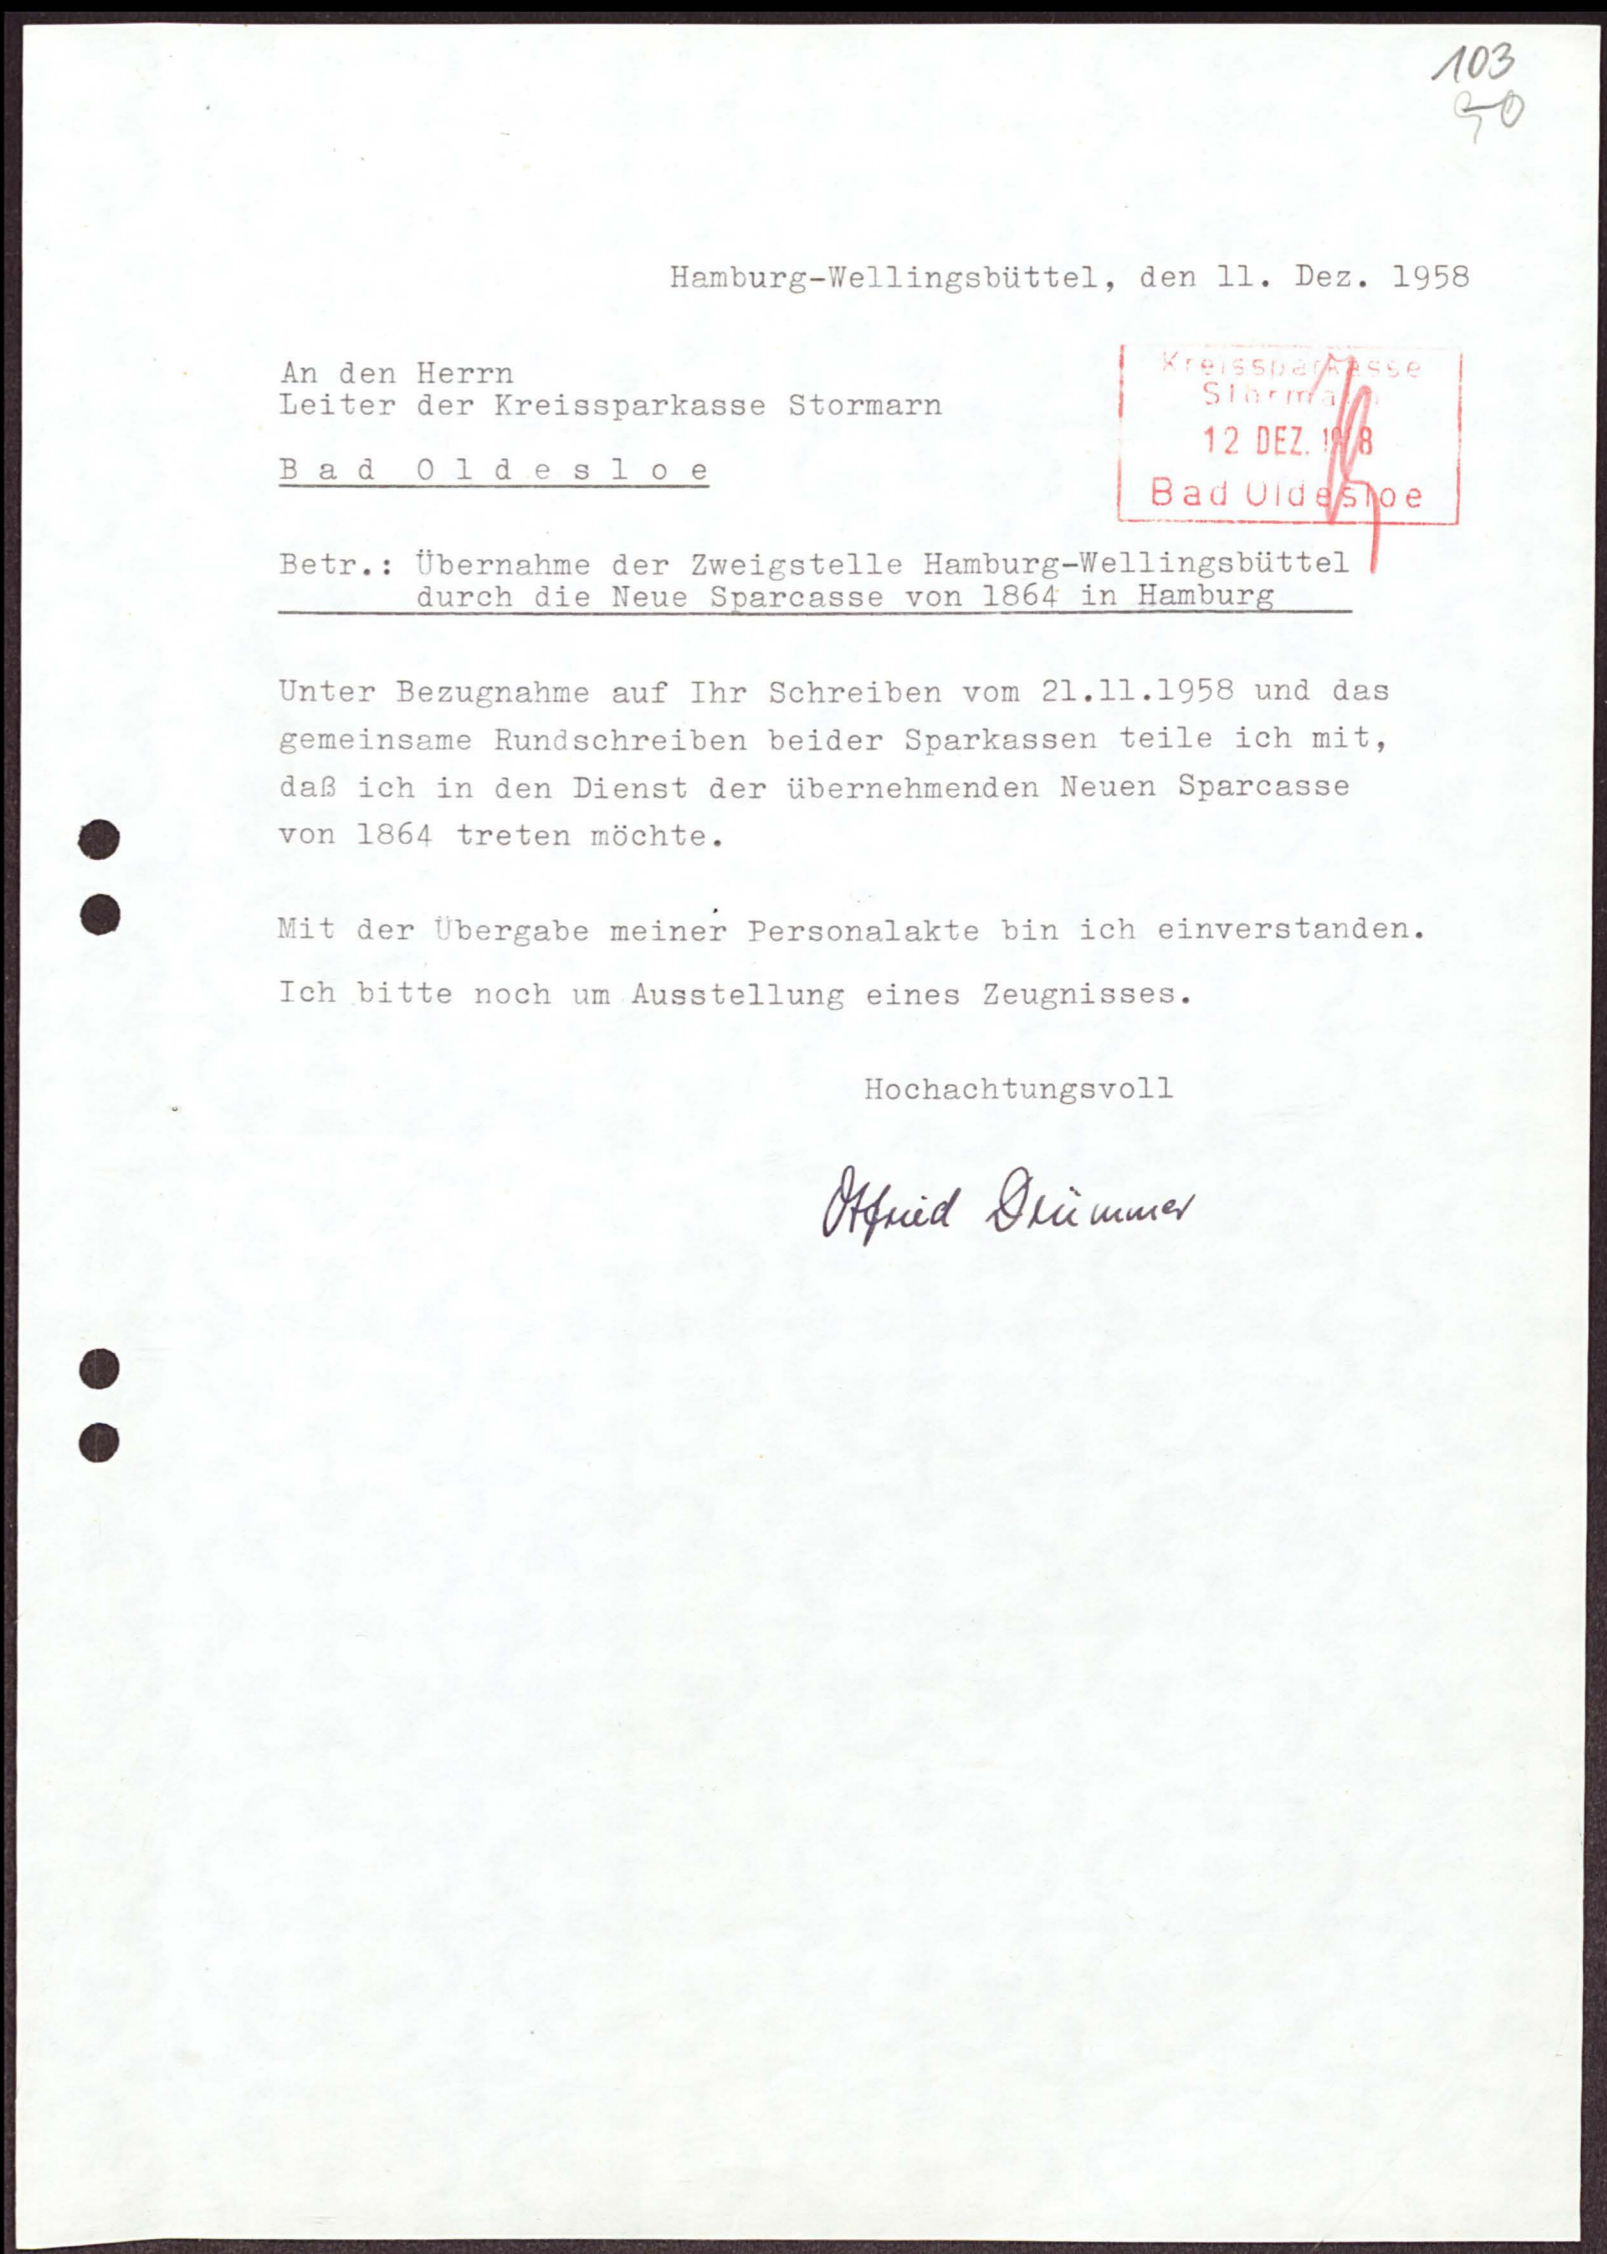 103
50
Hamburg-Wellingsbüttel, den 11. Dez. 1958
An den Herrn
Leiter der Kreissparkasse Stormarn
Kreissparkasse
Stormarn
12 DEZ. 1958
Bad Oldesloe
B a d  O l d e s l o e
Betr.: Übernahme der Zweigstelle Hamburg-Wellingsbüttel
durch die Neue Sparcasse von 1864 in Hamburg
Unter Bezugnahme auf Ihr Schreiben vom 21.11.1958 und das
gemeinsame Rundschreiben beider Sparkassen teile ich mit,
daß ich in den Dienst der übernehmenden Neuen Sparcasse
von 1864 treten möchte.
Mit der Übergabe meiner Personalakte bin ich einverstanden.
Ich bitte noch um Ausstellung eines Zeugnisses.
Hochachtungsvoll
Otfried Drümmer